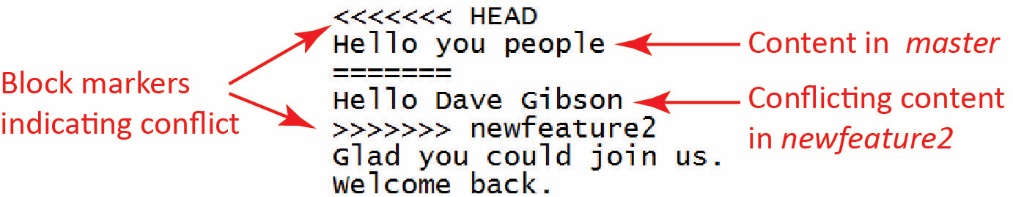 <<<<<<< HEAD
Hello you people
Content in master
=======
Block markers
indicating conflict
Hello Dave Gibson
Conflicting content
in newfeature2
>>>>>>> newfeature2
Glad you could join us.
Welcome back.